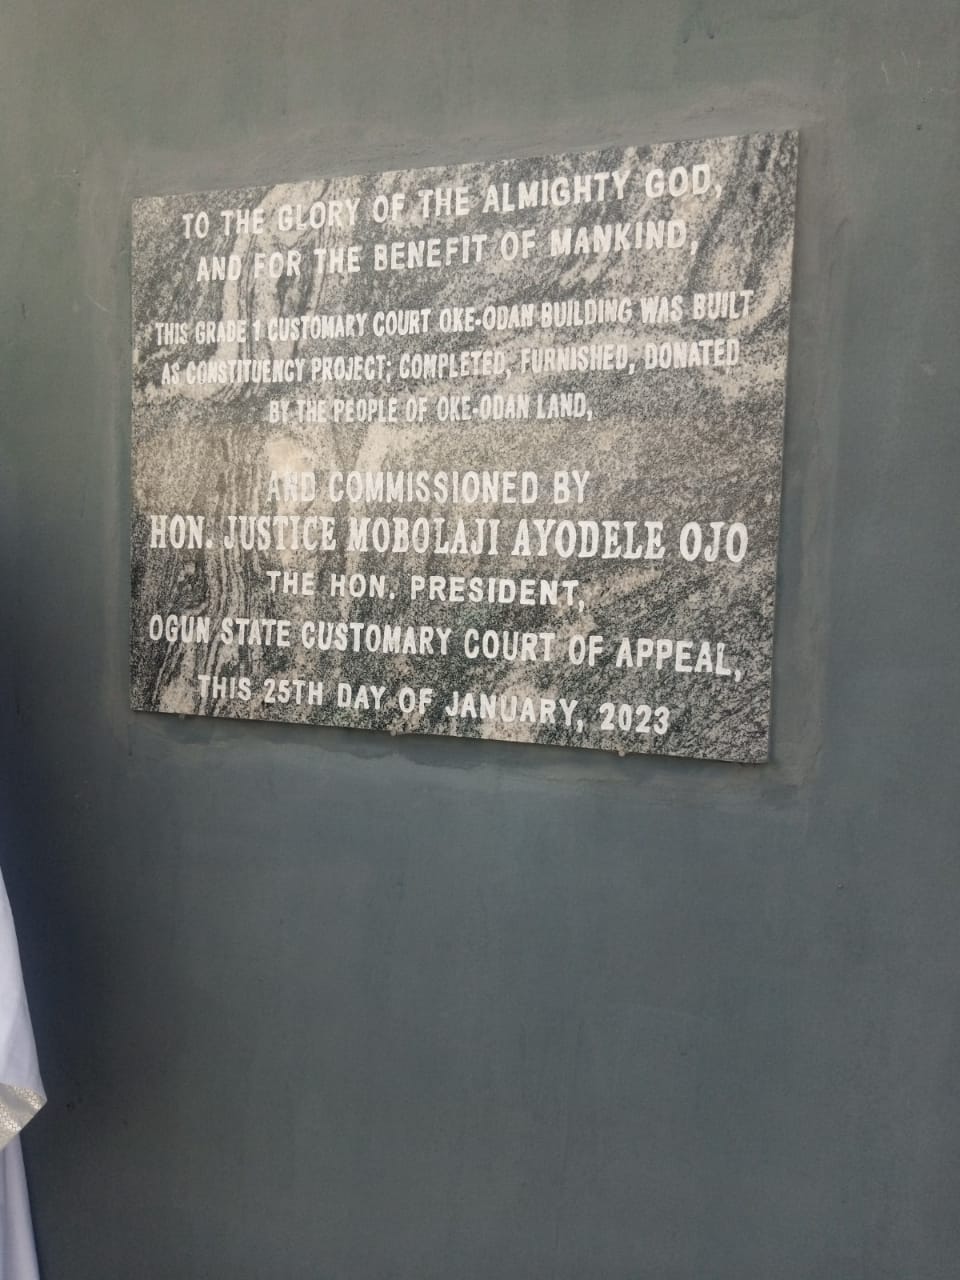 TO THE GLORY OF THE ALMIGHTY GOD,
AND FOR THE BENEFIT OF MANKIND,
THIS GRADE 1 CUSTOMARY COURT OKE-ODAN BUILDING WAS BUILT
AS CONSTITUENCY PROJECT; COMPLETED, FURNISHED, DONATED
BY THE PEOPLE OF OKE-ODAN LAND,
AND COMMISSIONED BY
HON. JUSTICE MOBOLAJI AYODELE OJO
THE HON. PRESIDENT,
OGUN STATE CUSTOMARY COURT OF APPEAL,
THIS 25TH DAY OF JANUARY, 2023